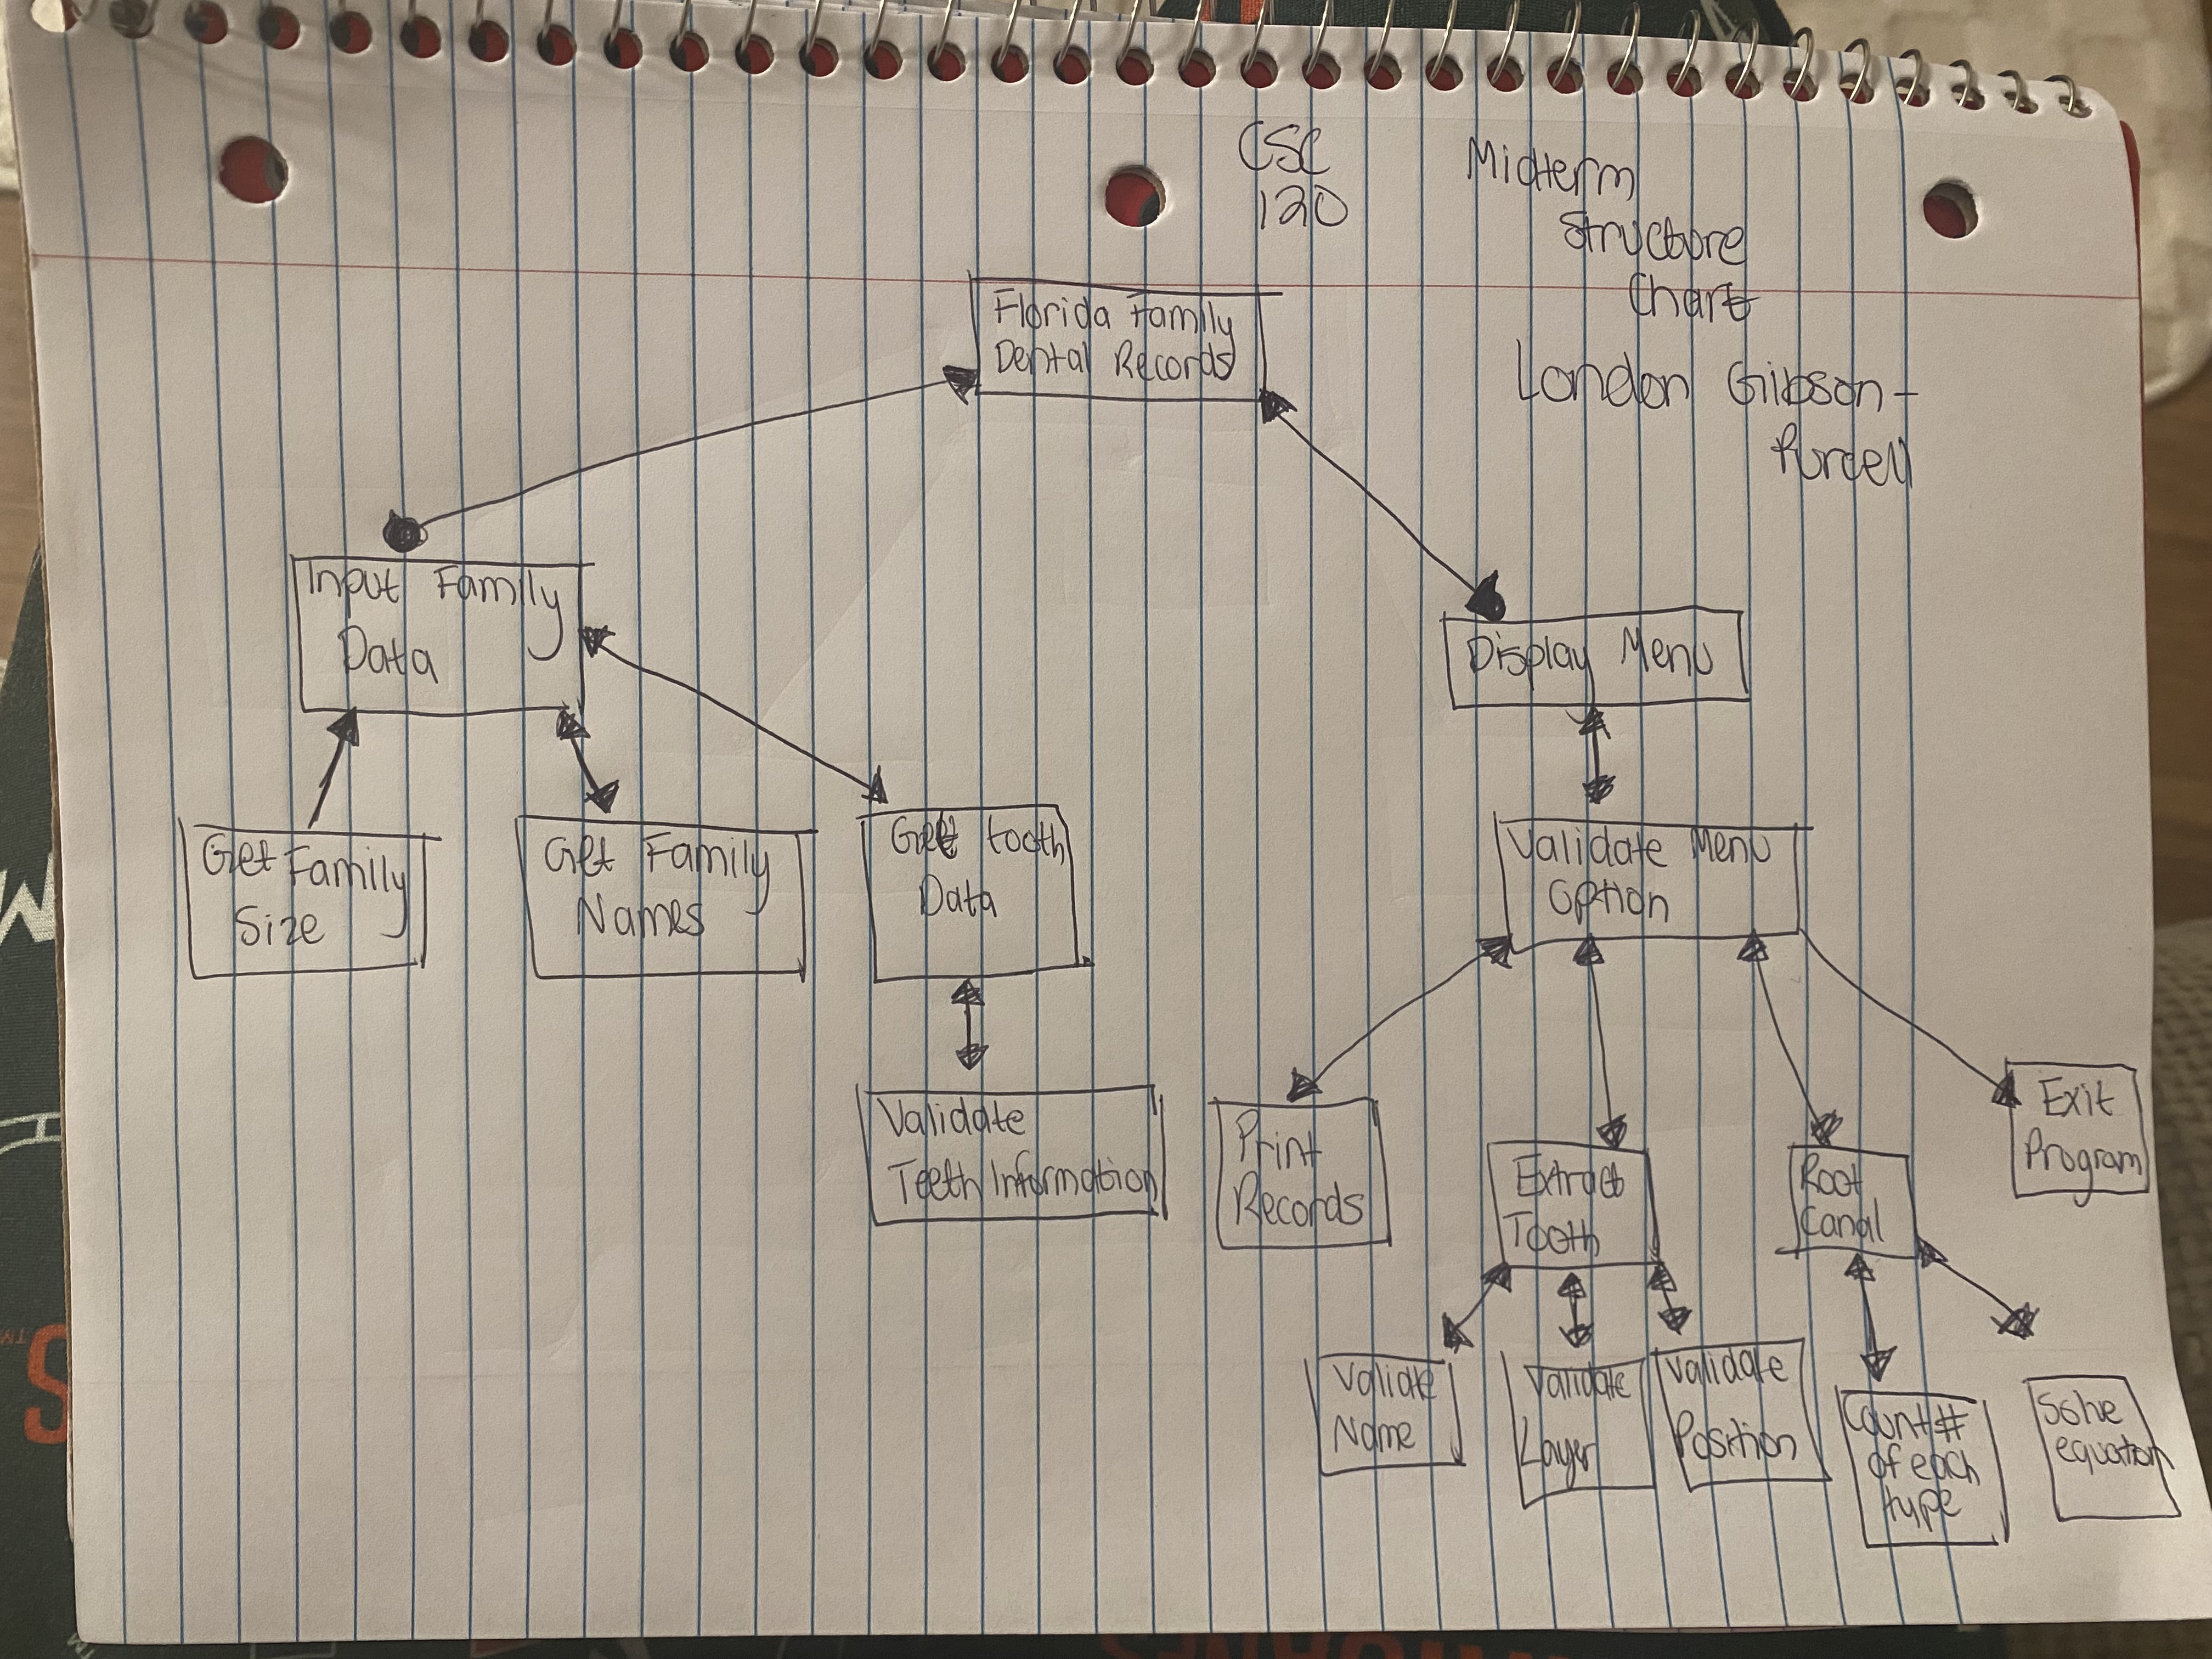 CSC
120
Midterm
Structure
Chart
London Gibson-
Purcell
Florida Family
Dental Records
Input Family
Data
Get Family
Size
Get Family
Names
Get tooth
Data
Validate
Teeth Information
Display Menu
Validate Menu
Option
Print
Records
Extract
Tooth
Root
Canal
Exit
Program
Validate
Name
Validate
Layer
Validate
Position
Count #
of each
type
Solve
equation